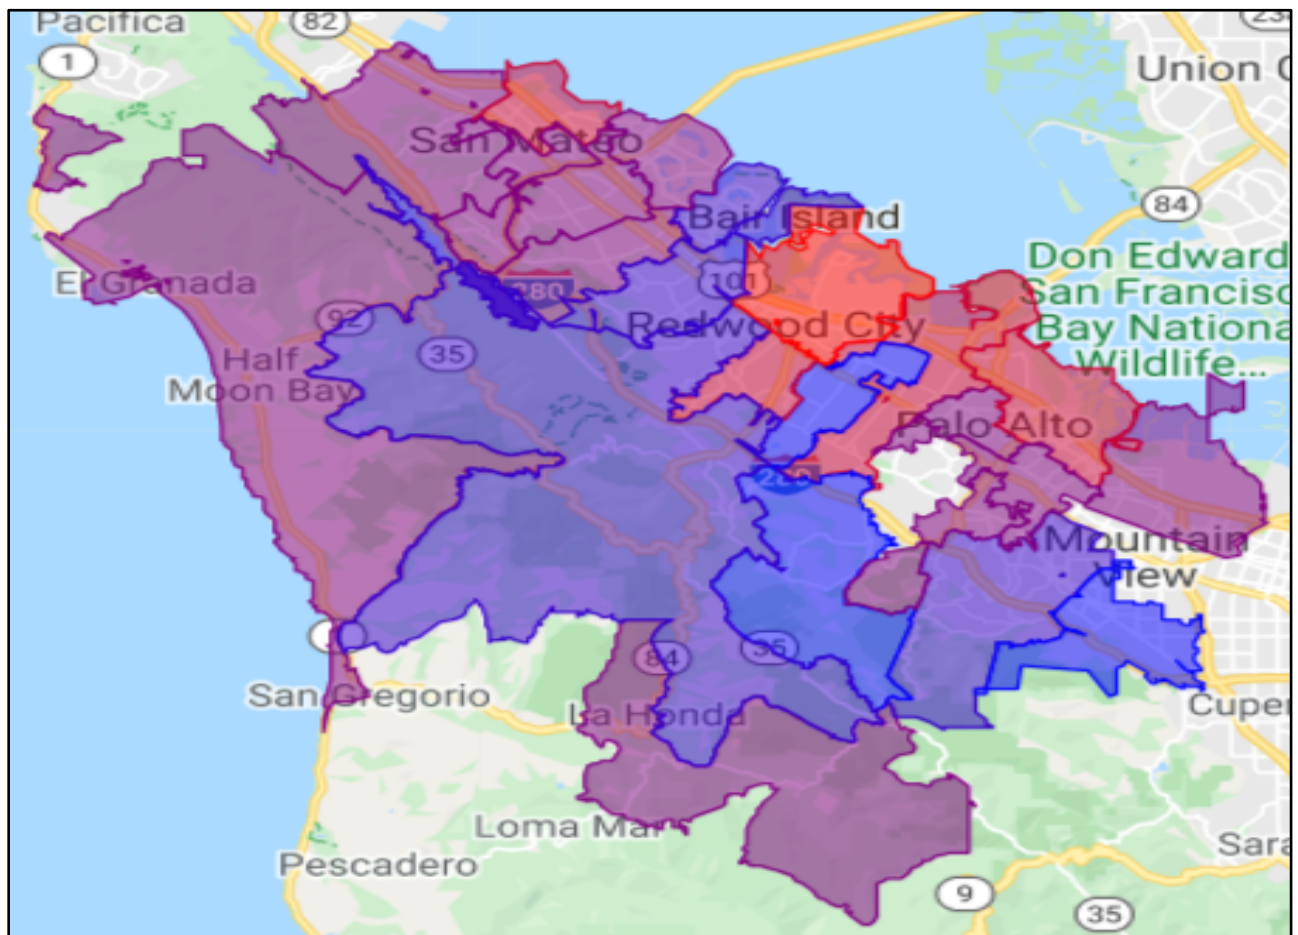 Pacifica
82
1
Union C
San Mateo
84
Bair Island
Don Edward
San Francisc
Bay Nationa
Wildlife...
El Granada
280
101
92
Redwood City
35
Half
Moon Bay
Palo Alto
280
Mountain
View
84
35
San Gregorio
La Honda
Cuper
Loma Mar
Sara
Pescadero
9
35